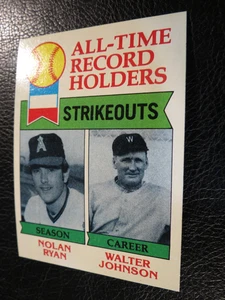 ALL-TIME
RECORD
HOLDERS
STRIKEOUTS
A
W
SEASON
CAREER
NOLAN
RYAN
WALTER
JOHNSON